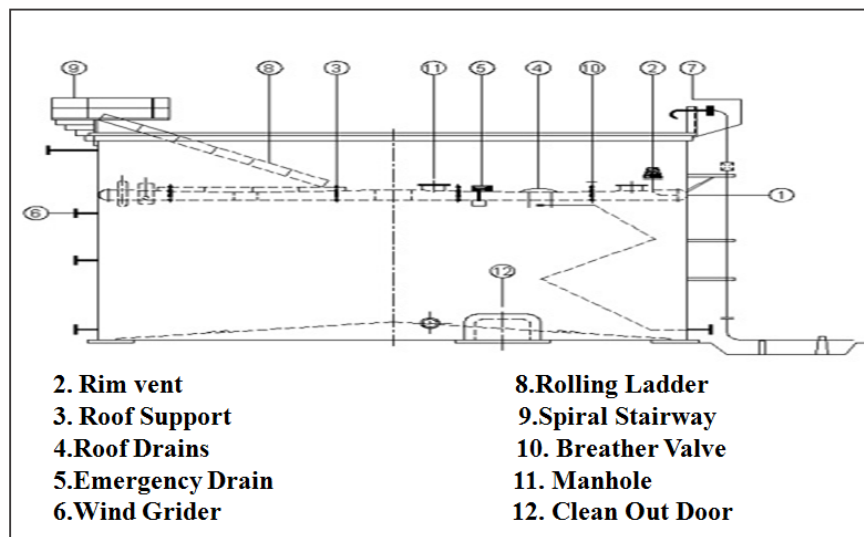 9 8 3 11 5 4 10 2 7
1
6
12
2. Rim vent
3. Roof Support
4.Roof Drains
5.Emergency Drain
6.Wind Grider
8.Rolling Ladder
9.Spiral Stairway
10. Breather Valve
11. Manhole
12. Clean Out Door